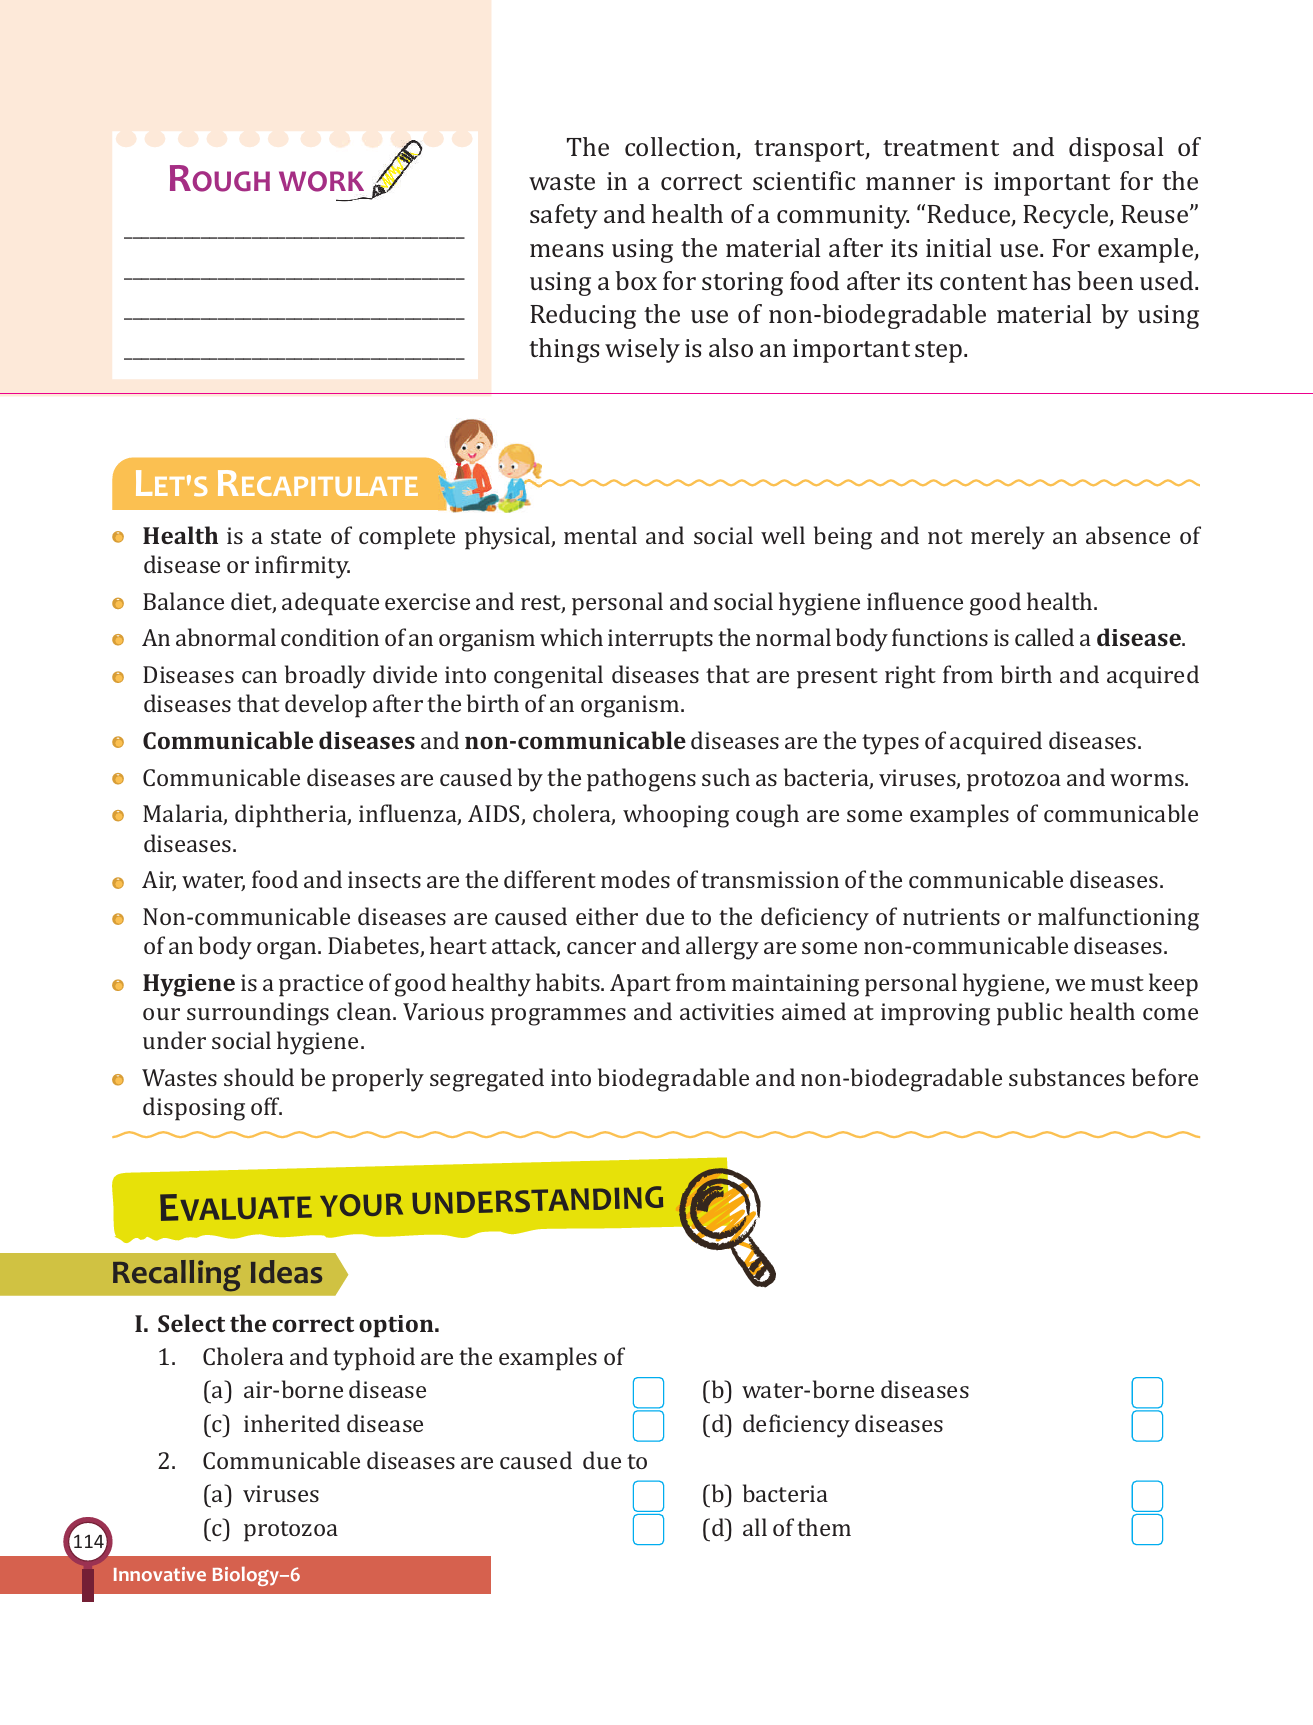 ROUGH WORK
The collection, transport, treatment and disposal of
waste in a correct scientific manner is important for the
safety and health of a community. “Reduce, Recycle, Reuse”
means using the material after its initial use. For example,
using a box for storing food after its content has been used.
Reducing the use of non-biodegradable material by using
things wisely is also an important step.
LET'S RECAPITULATE
Health is a state of complete physical, mental and social well being and not merely an absence of
disease or infirmity.
Balance diet, adequate exercise and rest, personal and social hygiene influence good health.
An abnormal condition of an organism which interrupts the normal body functions is called a disease.
Diseases can broadly divide into congenital diseases that are present right from birth and acquired
diseases that develop after the birth of an organism.
Communicable diseases and non-communicable diseases are the types of acquired diseases.
Communicable diseases are caused by the pathogens such as bacteria, viruses, protozoa and worms.
Malaria, diphtheria, influenza, AIDS, cholera, whooping cough are some examples of communicable
diseases.
Air, water, food and insects are the different modes of transmission of the communicable diseases.
Non-communicable diseases are caused either due to the deficiency of nutrients or malfunctioning
of an body organ. Diabetes, heart attack, cancer and allergy are some non-communicable diseases.
Hygiene is a practice of good healthy habits. Apart from maintaining personal hygiene, we must keep
our surroundings clean. Various programmes and activities aimed at improving public health come
under social hygiene.
Wastes should be properly segregated into biodegradable and non-biodegradable substances before
disposing off.
EVALUATE YOUR UNDERSTANDING
Recalling Ideas
I. Select the correct option.
1. Cholera and typhoid are the examples of
(a) air-borne disease (b) water-borne diseases
(c) inherited disease (d) deficiency diseases
2. Communicable diseases are caused due to
(a) viruses (b) bacteria
(c) protozoa (d) all of them
114
Innovative Biology–6